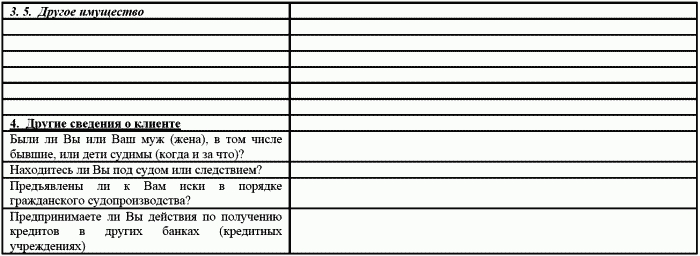 3. 5. Другое имущество
4. Другие сведения о клиенте
Были ли Вы или Ваш муж (жена), в том числе
бывшие, или дети судимы (когда и за что)?
Находитесь ли Вы под судом или следствием?
Предъявлены ли к Вам иски в порядке
гражданского судопроизводства?
Предпринимаете ли Вы действия по получению
кредитов в других банках (кредитных
учреждениях)